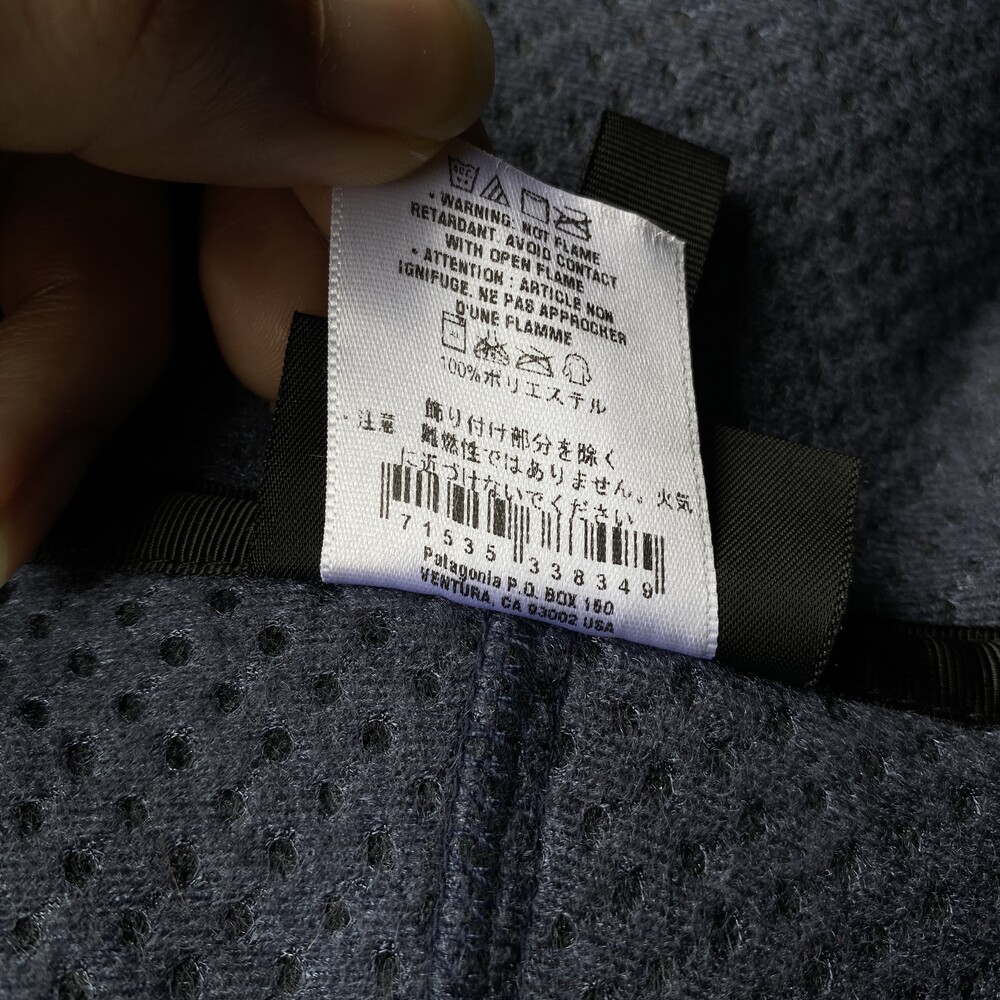 • WARNING. NOT FLAME
RETARDANT. AVOID CONTACT
WITH OPEN FLAME
• ATTENTION : ARTICLE NON
IGNIFUGE. NE PAS APPROCHER
D'UNE FLAMME
100%ポリエステル
飾り付け部分を除く
・注意 難燃性ではありません。火気
に近づけないでください。
7 1535 338349
Patagonia P.O. BOX 150
VENTURA, CA 93002 USA